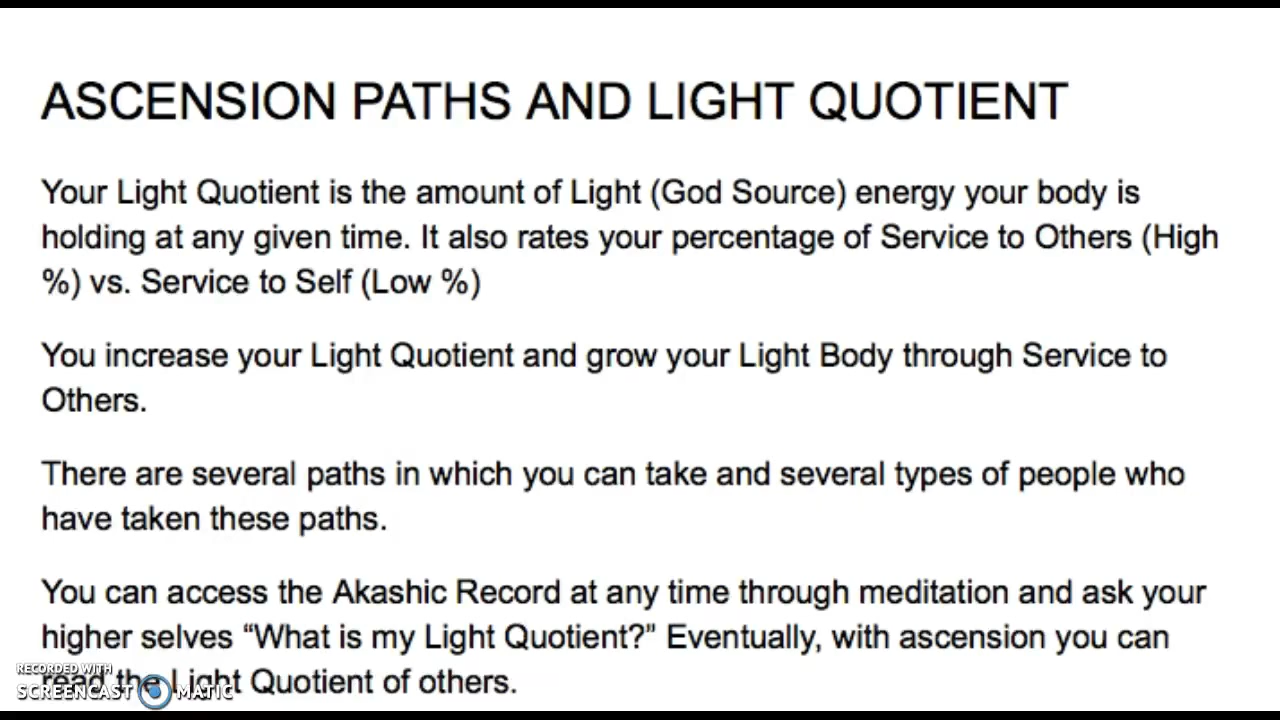 ASCENSION PATHS AND LIGHT QUOTIENT
Your Light Quotient is the amount of Light (God Source) energy your body is
holding at any given time. It also rates your percentage of Service to Others (High
%) vs. Service to Self (Low %)
You increase your Light Quotient and grow your Light Body through Service to
Others.
There are several paths in which you can take and several types of people who
have taken these paths.
You can access the Akashic Record at any time through meditation and ask your
higher selves “What is my Light Quotient?” Eventually, with ascension you can
read the Light Quotient of others.
RECORDED WITH
SCREENCAST MATIC